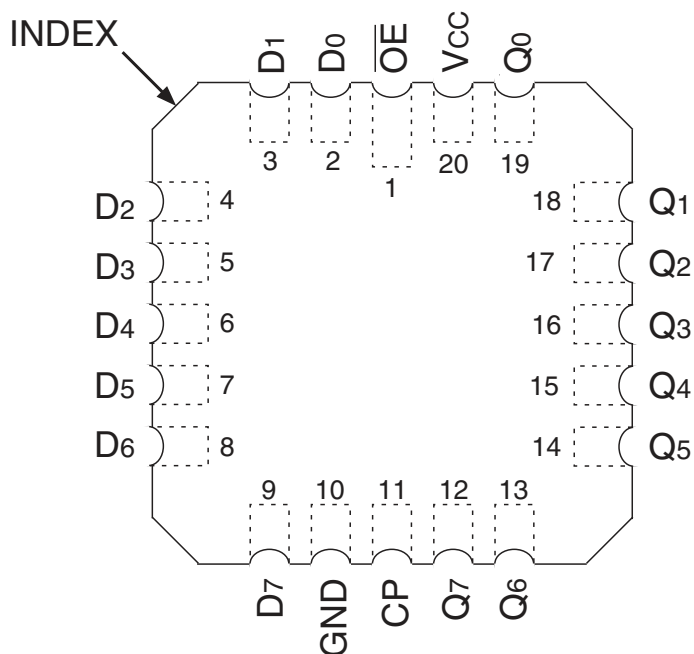 INDEX
D1 D0 O̅E̅ VCC Q0
3 2 1 20 19
D2 4 18 Q1
D3 5 17 Q2
D4 6 16 Q3
D5 7 15 Q4
D6 8 14 Q5
9 10 11 12 13
D7 GND CP Q7 Q6